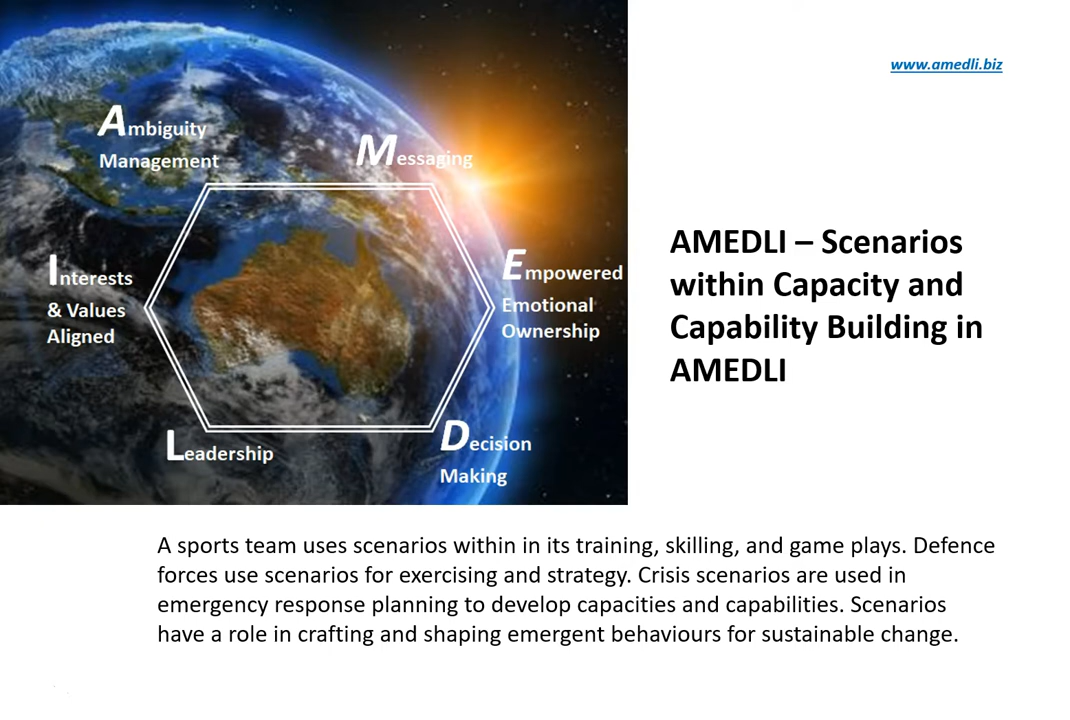 www.amedli.biz
Ambiguity
Management
Messaging
Empowered
Emotional
Ownership
Decision
Making
Leadership
Interests
& Values
Aligned
AMEDLI – Scenarios
within Capacity and
Capability Building in
AMEDLI
A sports team uses scenarios within in its training, skilling, and game plays. Defence
forces use scenarios for exercising and strategy. Crisis scenarios are used in
emergency response planning to develop capacities and capabilities. Scenarios
have a role in crafting and shaping emergent behaviours for sustainable change.